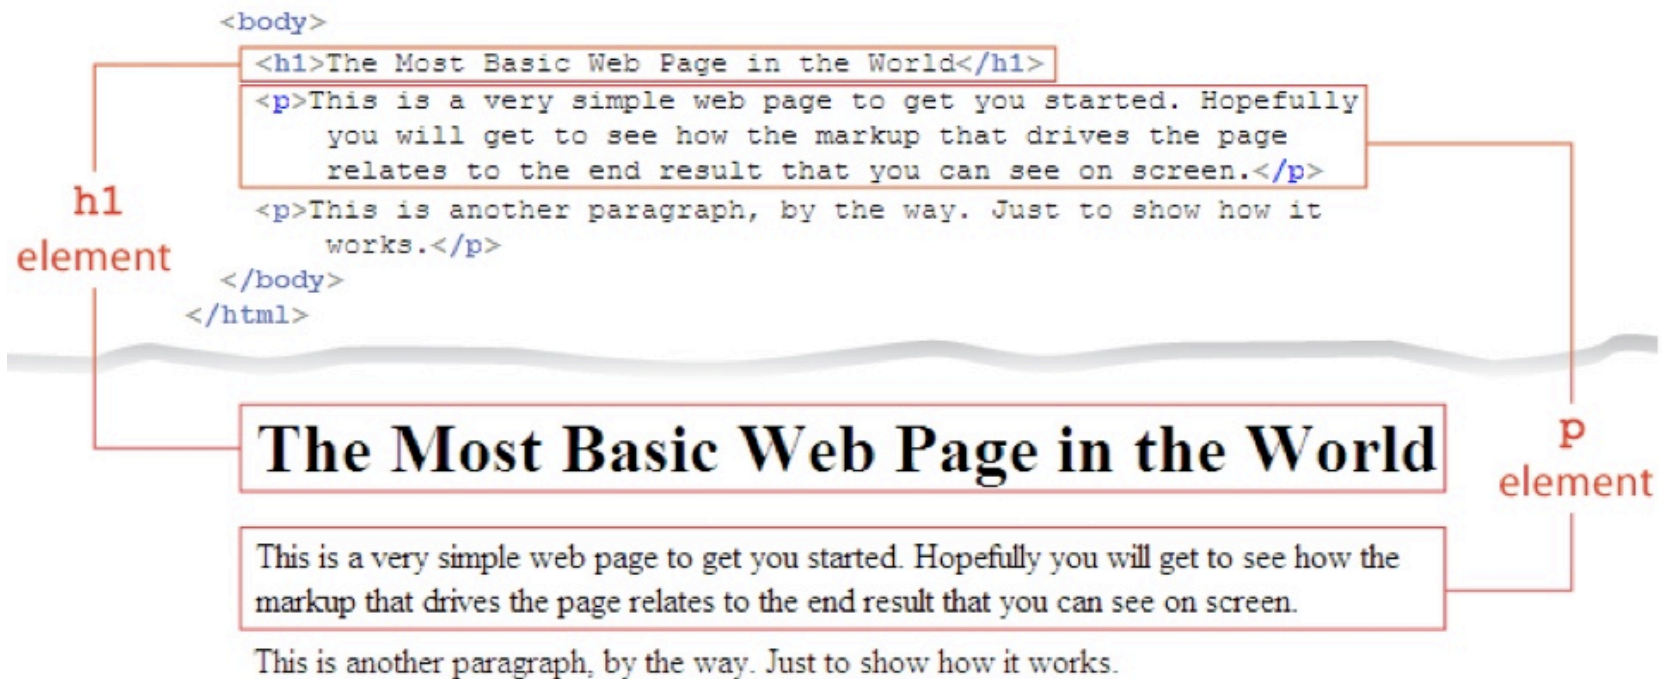 <body>
<h1>The Most Basic Web Page in the World</h1>
<p>This is a very simple web page to get you started. Hopefully
you will get to see how the markup that drives the page
relates to the end result that you can see on screen.</p>
h1
element
<p>This is another paragraph, by the way. Just to show how it
works.</p>
</body>
</html>
The Most Basic Web Page in the World
p
element
This is a very simple web page to get you started. Hopefully you will get to see how the
markup that drives the page relates to the end result that you can see on screen.
This is another paragraph, by the way. Just to show how it works.